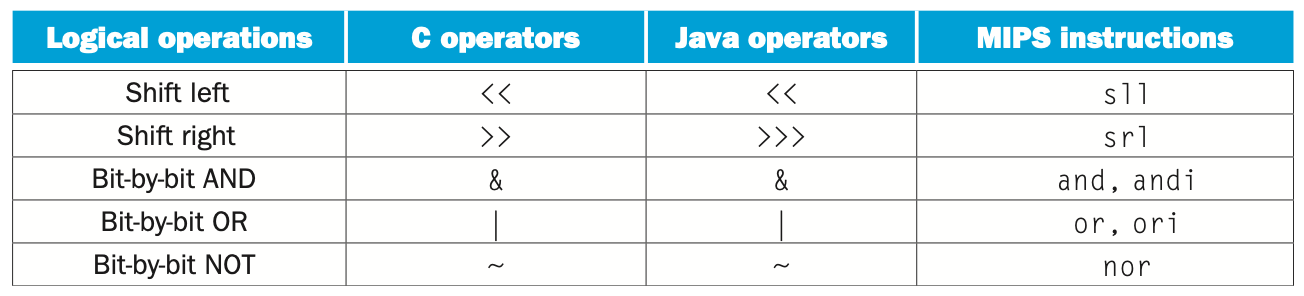 Logical operations C operators Java operators MIPS instructions
Shift left << << sll
Shift right >> >>> srl
Bit-by-bit AND & & and, andi
Bit-by-bit OR | | or, ori
Bit-by-bit NOT ~ ~ nor